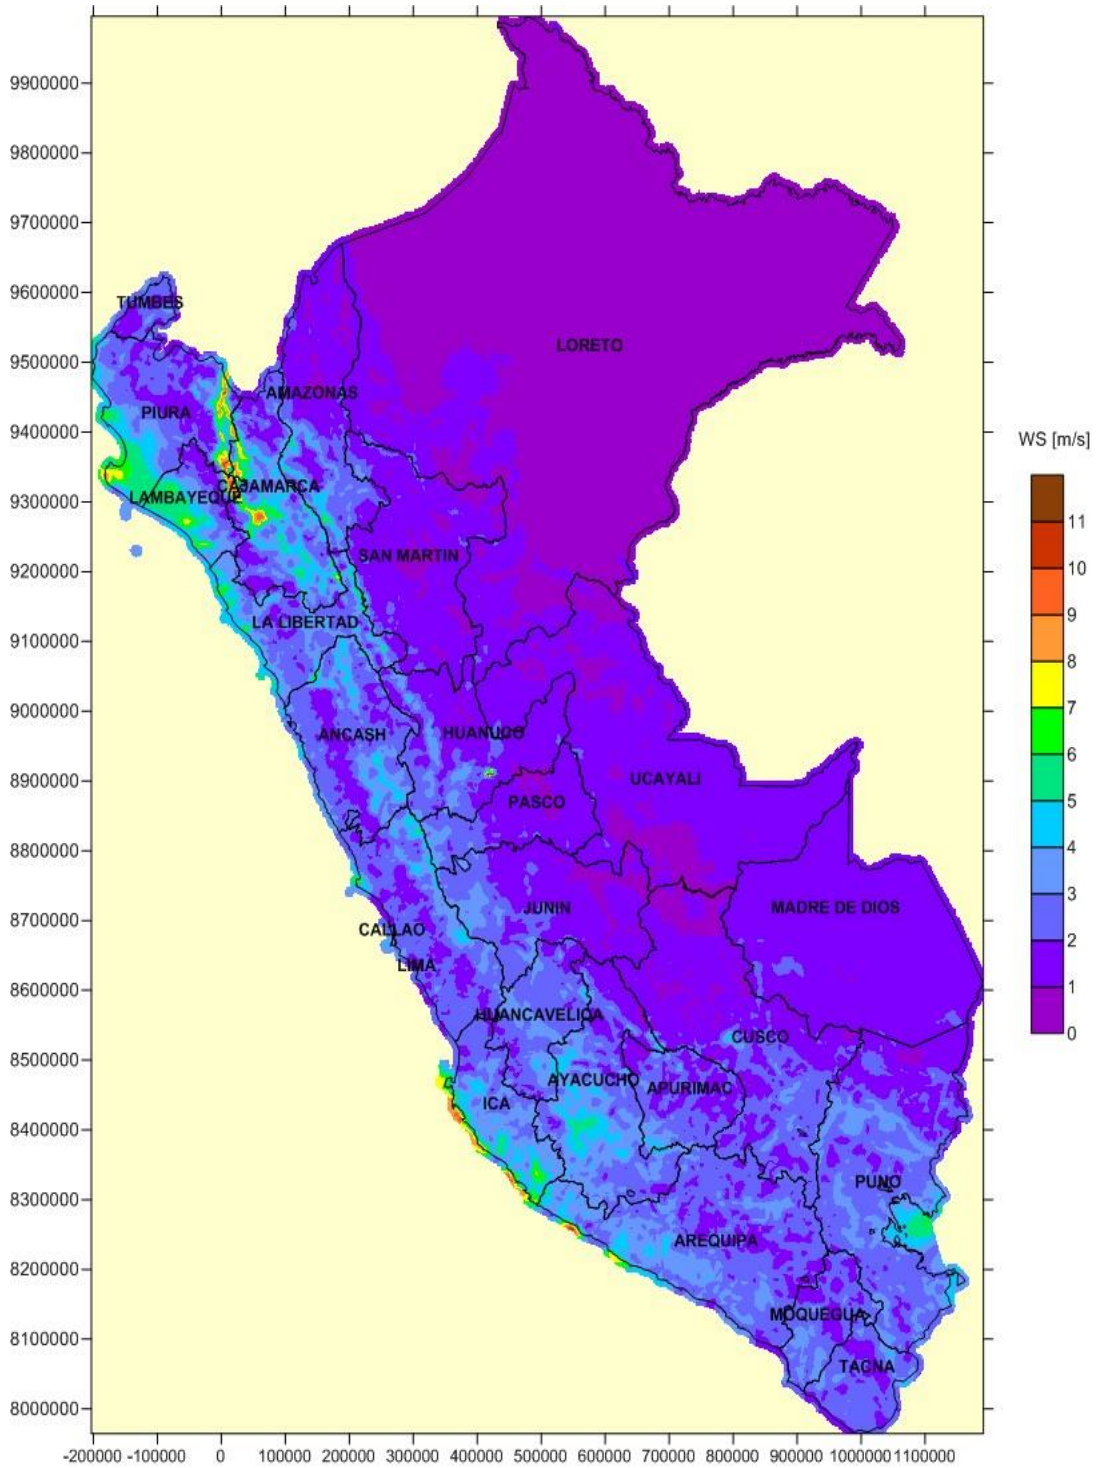 9900000
9800000
9700000
9600000
TUMBES
LORETO
9500000
AMAZONAS
PIURA
9400000
WS [m/s]
CAJAMARCA
9300000
LAMBAYEQUE
11
SAN MARTIN
10
9200000
9
LA LIBERTAD
8
9100000
7
9000000
HUANUCO
ANCASH
6
UCAYALI
8900000
5
PASCO
4
8800000
3
JUNIN
MADRE DE DIOS
8700000
CALLAO
2
LIMA
1
8600000
HUANCAVELICA
CUSCO
0
8500000
AYACUCHO
APURIMAC
ICA
8400000
PUNO
8300000
AREQUIPA
8200000
MOQUEGUA
8100000
TACNA
8000000
-200000 -100000 0 100000 200000 300000 400000 500000 600000 700000 800000 900000 1000000 1100000